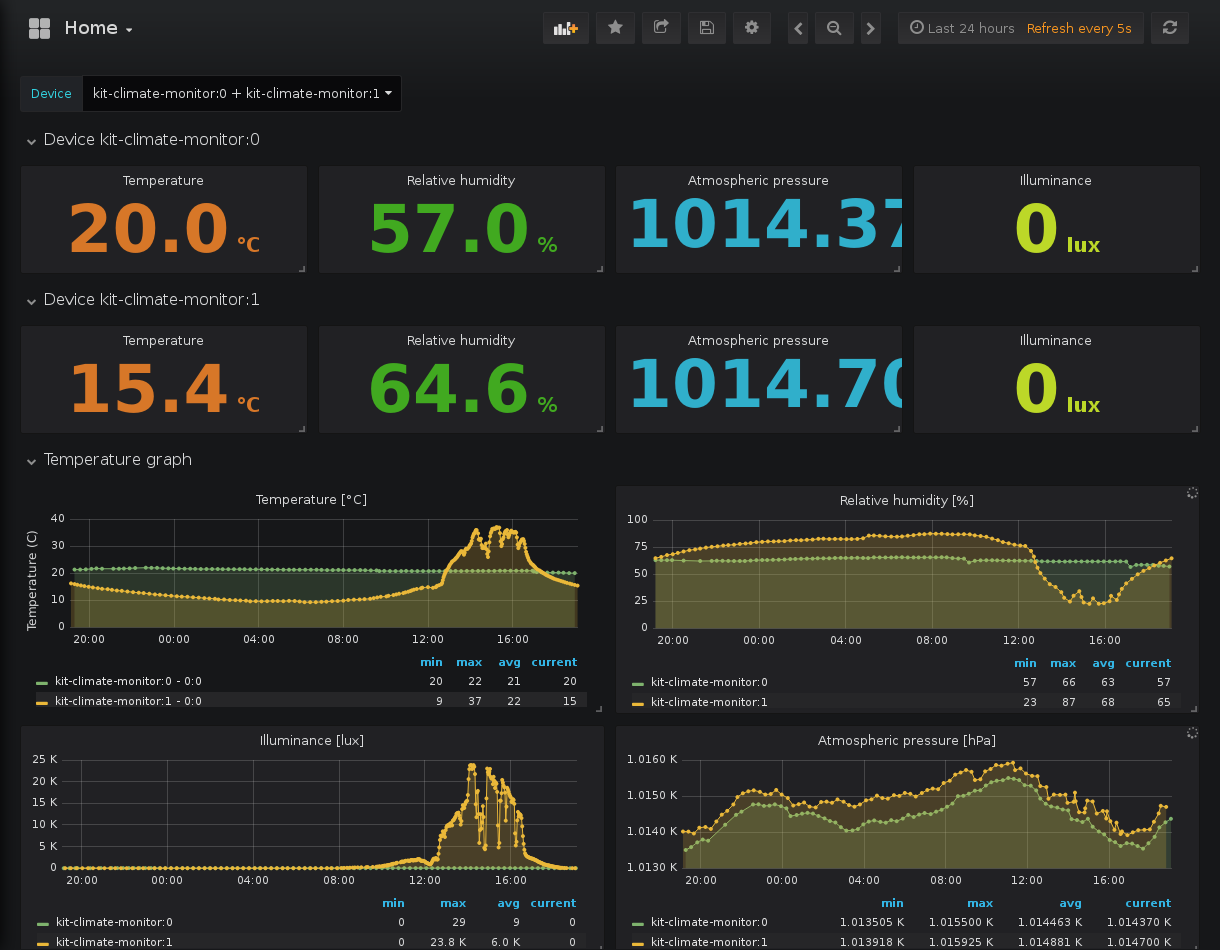 Home
Last 24 hours Refresh every 5s
Device kit-climate-monitor:0 + kit-climate-monitor:1
Device kit-climate-monitor:0
Temperature Relative humidity Atmospheric pressure Illuminance
20.0 °C 57.0 % 1014.37 0 lux
Device kit-climate-monitor:1
Temperature Relative humidity Atmospheric pressure Illuminance
15.4 °C 64.6 % 1014.70 0 lux
Temperature graph
Temperature [°C]
Temperature (C)
40
30
20
10
0
20:00 00:00 04:00 08:00 12:00 16:00
min max avg current
kit-climate-monitor:0 - 0:0 20 22 21 20
kit-climate-monitor:1 - 0:0 9 37 22 15
Relative humidity [%]
100
75
50
25
0
20:00 00:00 04:00 08:00 12:00 16:00
min max avg current
kit-climate-monitor:0 57 66 63 57
kit-climate-monitor:1 23 87 68 65
Illuminance [lux]
25 K
20 K
15 K
10 K
5 K
0
20:00 00:00 04:00 08:00 12:00 16:00
min max avg current
kit-climate-monitor:0 0 29 9 0
kit-climate-monitor:1 0 23.8 K 6.0 K 0
Atmospheric pressure [hPa]
1.0160 K
1.0150 K
1.0140 K
1.0130 K
20:00 00:00 04:00 08:00 12:00 16:00
min max avg current
kit-climate-monitor:0 1.013505 K 1.015500 K 1.014463 K 1.014370 K
kit-climate-monitor:1 1.013918 K 1.015925 K 1.014881 K 1.014700 K